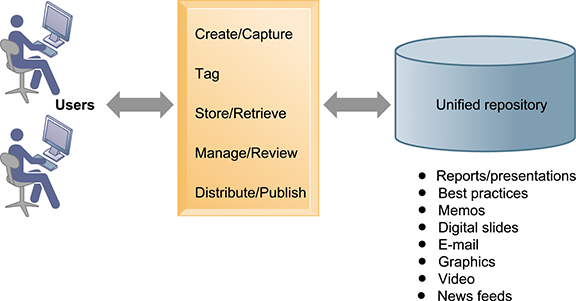 Users
Create/Capture
Tag
Store/Retrieve
Manage/Review
Distribute/Publish
Unified repository
● Reports/presentations
● Best practices
● Memos
● Digital slides
● E-mail
● Graphics
● Video
● News feeds